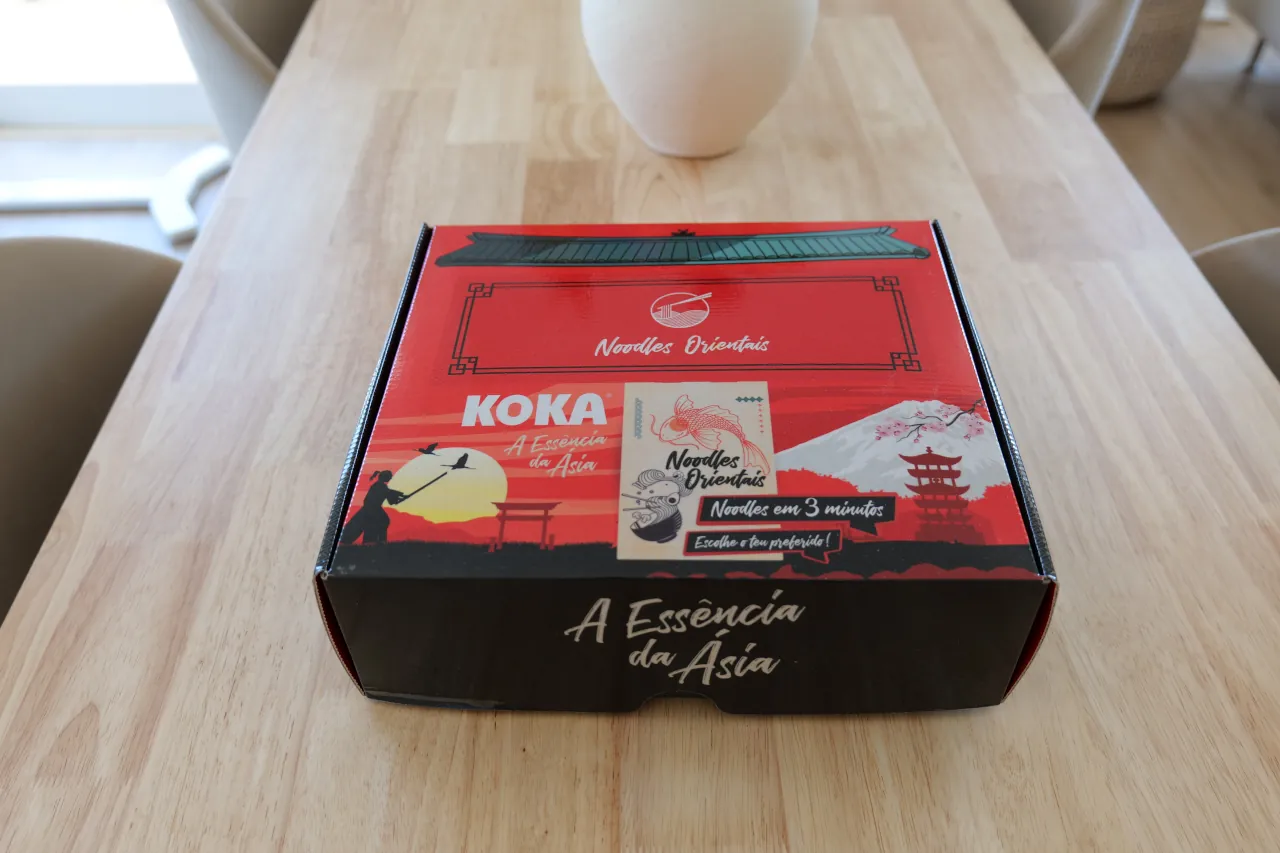 Noodles Orientais
KOKA
A Essência
da Ásia
Noodles
Orientais
Noodles em 3 minutos
Escolhe o teu preferido!
A Essência
da Ásia